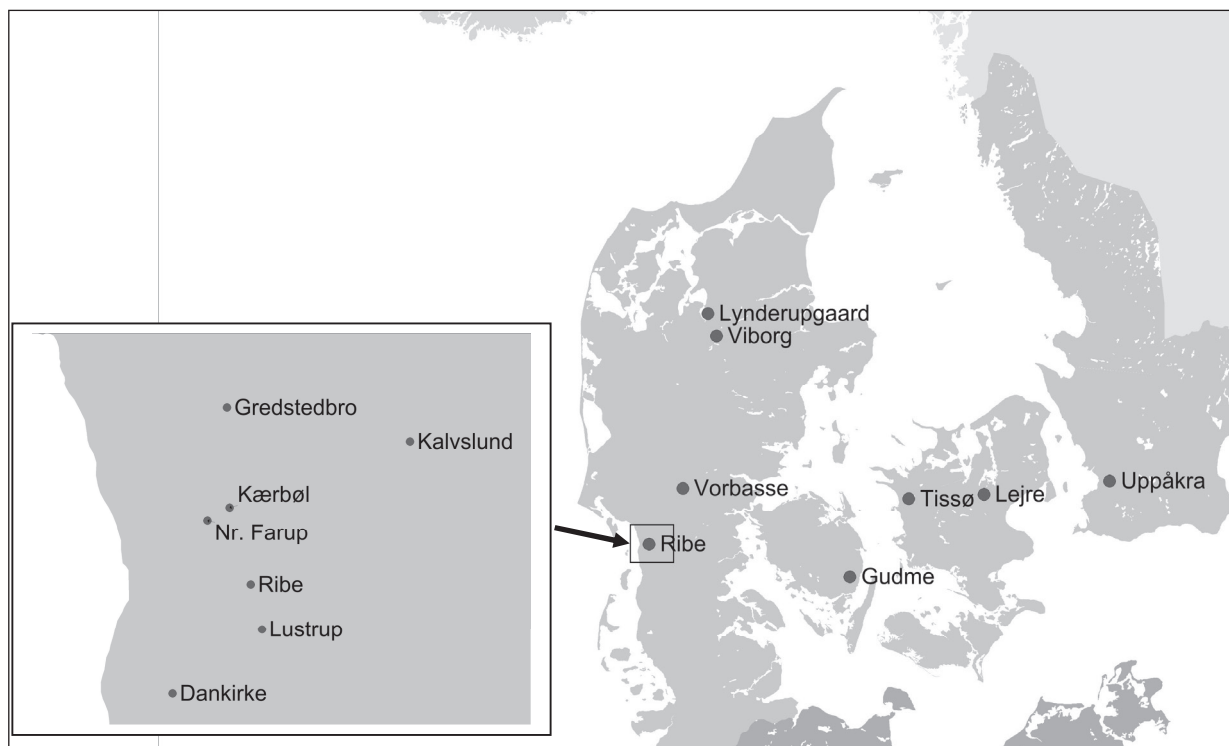 Lynderupgaard
Viborg
Vorbasse
Ribe
Gudme
Tissø
Lejre
Uppåkra
Gredstedbro
Kalvslund
Kærbøl
Nr. Farup
Ribe
Lustrup
Dankirke